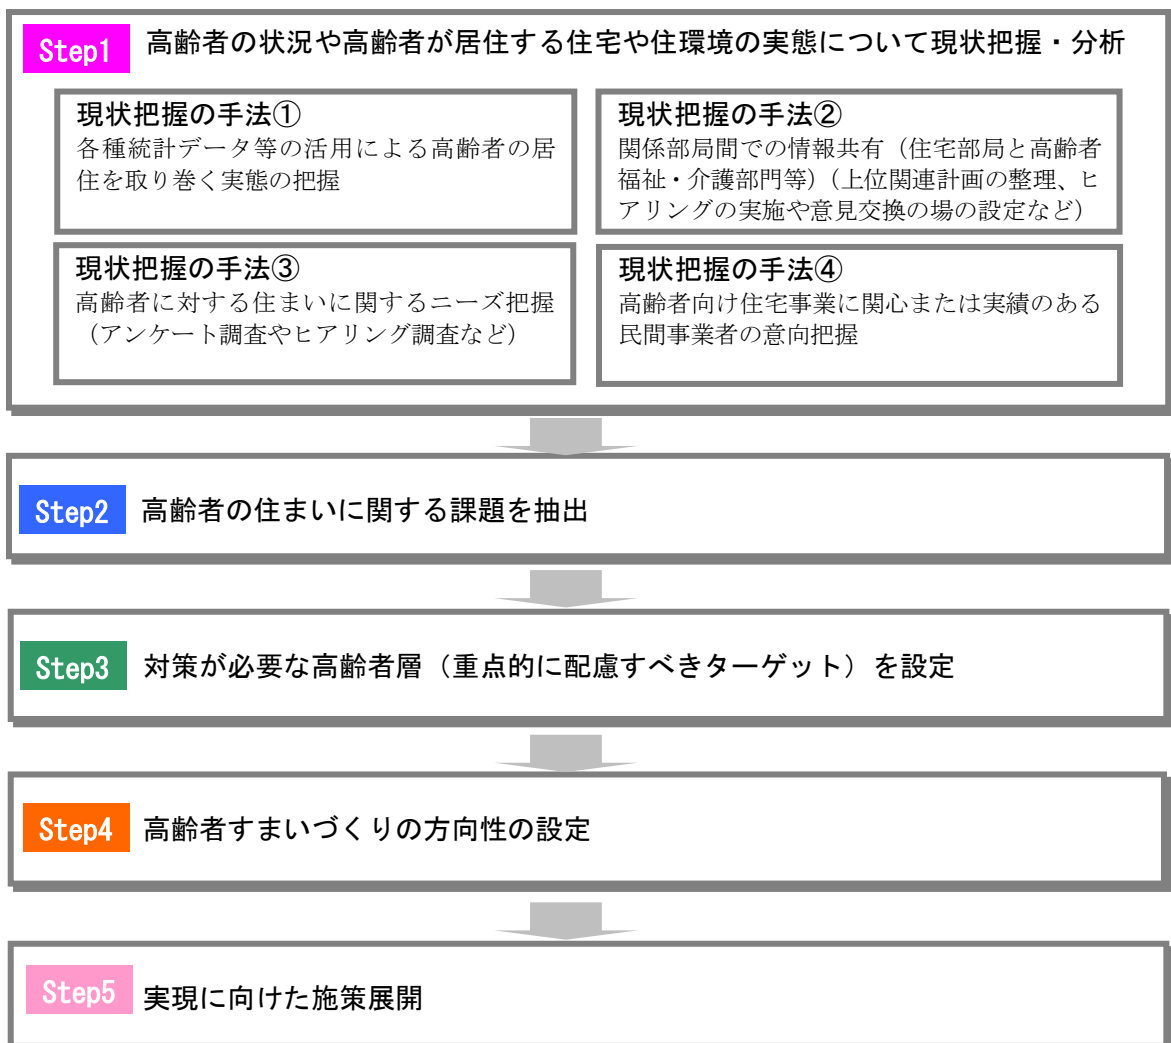 Step1 高齢者の状況や高齢者が居住する住宅や住環境の実態について現状把握・分析
現状把握の手法①
各種統計データ等の活用による高齢者の居
住を取り巻く実態の把握
現状把握の手法②
関係部局間での情報共有（住宅部局と高齢者
福祉・介護部門等）（上位関連計画の整理、ヒ
アリングの実施や意見交換の場の設定など）
現状把握の手法③
高齢者に対する住まいに関するニーズ把握
（アンケート調査やヒアリング調査など）
現状把握の手法④
高齢者向け住宅事業に関心または実績のある
民間事業者の意向把握
Step2 高齢者の住まいに関する課題を抽出
Step3 対策が必要な高齢者層（重点的に配慮すべきターゲット）を設定
Step4 高齢者すまいづくりの方向性の設定
Step5 実現に向けた施策展開